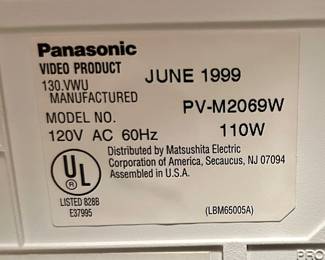 Panasonic
VIDEO PRODUCT
130.VWU JUNE 1999
MANUFACTURED
MODEL NO. PV-M2069W
120V AC 60Hz 110W
Distributed by Matsushita Electric
Corporation of America, Secaucus, NJ 07094
Assembled in U.S.A.
UL
®
LISTED 828B
E37995
(LBM65005A)
PRO